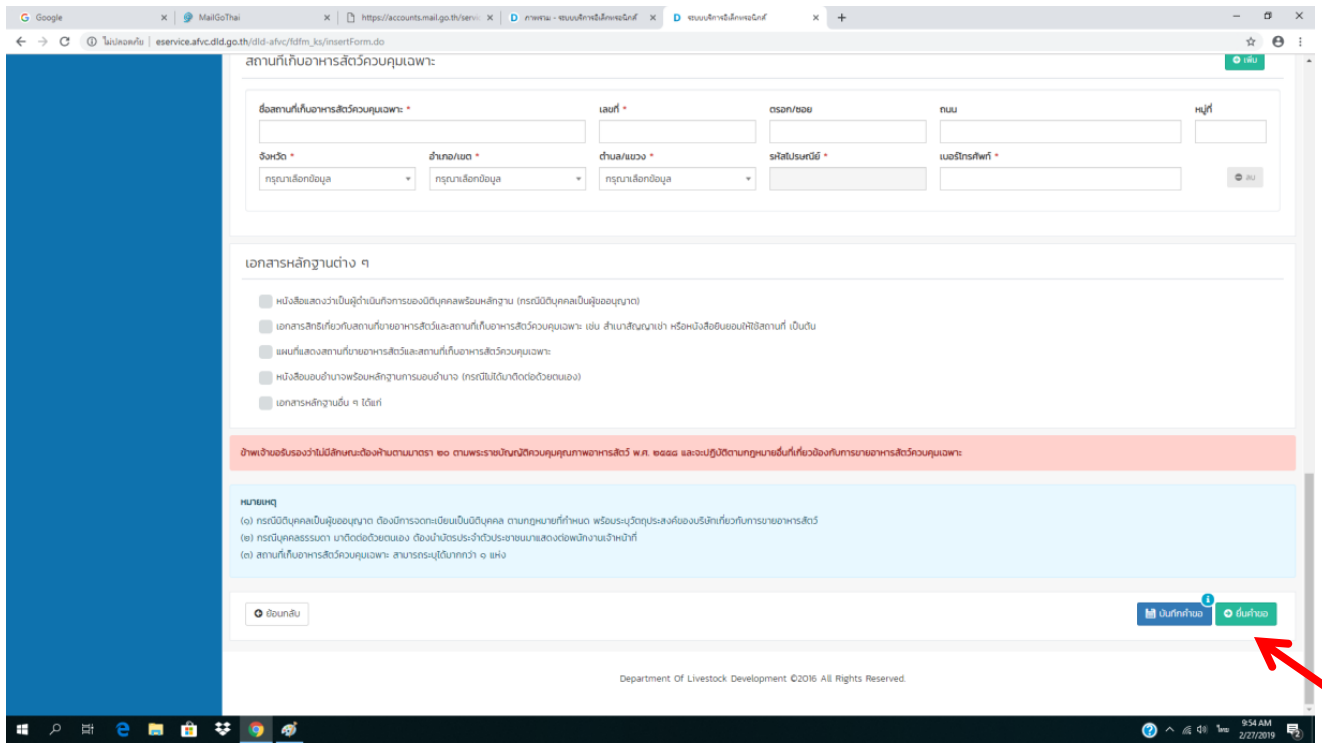 Google
MailGoThai
https://accounts.mail.go.th/servic
ภาพรวม - ระบบบริการอิเล็กทรอนิกส์
ระบบบริการอิเล็กทรอนิกส์
ไม่ปลอดภัย | eservice.afvc.dld.go.th/dld-afvc/fdfm_ks/insertForm.do
สถานที่เก็บอาหารสัตว์ควบคุมเฉพาะ
เพิ่ม
ชื่อสถานที่เก็บอาหารสัตว์ควบคุมเฉพาะ * เลขที่ * ตรอก/ซอย ถนน หมู่ที่
จังหวัด * อำเภอ/เขต * ตำบล/แขวง * รหัสไปรษณีย์ * เบอร์โทรศัพท์ *
กรุณาเลือกข้อมูล กรุณาเลือกข้อมูล กรุณาเลือกข้อมูล ลบ
เอกสารหลักฐานต่าง ๆ
หนังสือแสดงว่าเป็นผู้ดำเนินกิจการของนิติบุคคลพร้อมหลักฐาน (กรณีนิติบุคคลเป็นผู้ขออนุญาต)
เอกสารสิทธิเกี่ยวกับสถานที่ขายอาหารสัตว์และสถานที่เก็บอาหารสัตว์ควบคุมเฉพาะ เช่น สำเนาสัญญาเช่า หรือหนังสือยินยอมให้ใช้สถานที่ เป็นต้น
แผนที่แสดงสถานที่ขายอาหารสัตว์และสถานที่เก็บอาหารสัตว์ควบคุมเฉพาะ
หนังสือมอบอำนาจพร้อมหลักฐานการมอบอำนาจ (กรณีไม่ได้มาติดต่อด้วยตนเอง)
เอกสารหลักฐานอื่น ๆ ได้แก่
ข้าพเจ้าขอรับรองว่าไม่มีลักษณะต้องห้ามตามมาตรา ๒๐ ตามพระราชบัญญัติควบคุมคุณภาพอาหารสัตว์ พ.ศ. ๒๕๕๘ และจะปฏิบัติตามกฎหมายอื่นที่เกี่ยวข้องกับการขายอาหารสัตว์ควบคุมเฉพาะ
หมายเหตุ
(๑) กรณีนิติบุคคลเป็นผู้ขออนุญาต ต้องมีการจดทะเบียนเป็นนิติบุคคล ตามกฎหมายที่กำหนด พร้อมระบุวัตถุประสงค์ของบริษัทเกี่ยวกับการขายอาหารสัตว์
(๒) กรณีบุคคลธรรมดา มาติดต่อด้วยตนเอง ต้องนำบัตรประจำตัวประชาชนมาแสดงต่อพนักงานเจ้าหน้าที่
(๓) สถานที่เก็บอาหารสัตว์ควบคุมเฉพาะ สามารถระบุได้มากกว่า ๑ แห่ง
ย้อนกลับ บันทึกคำขอ ยื่นคำขอ
Department Of Livestock Development ©2016 All Rights Reserved.
ไทย
9:54 AM
2/27/2019